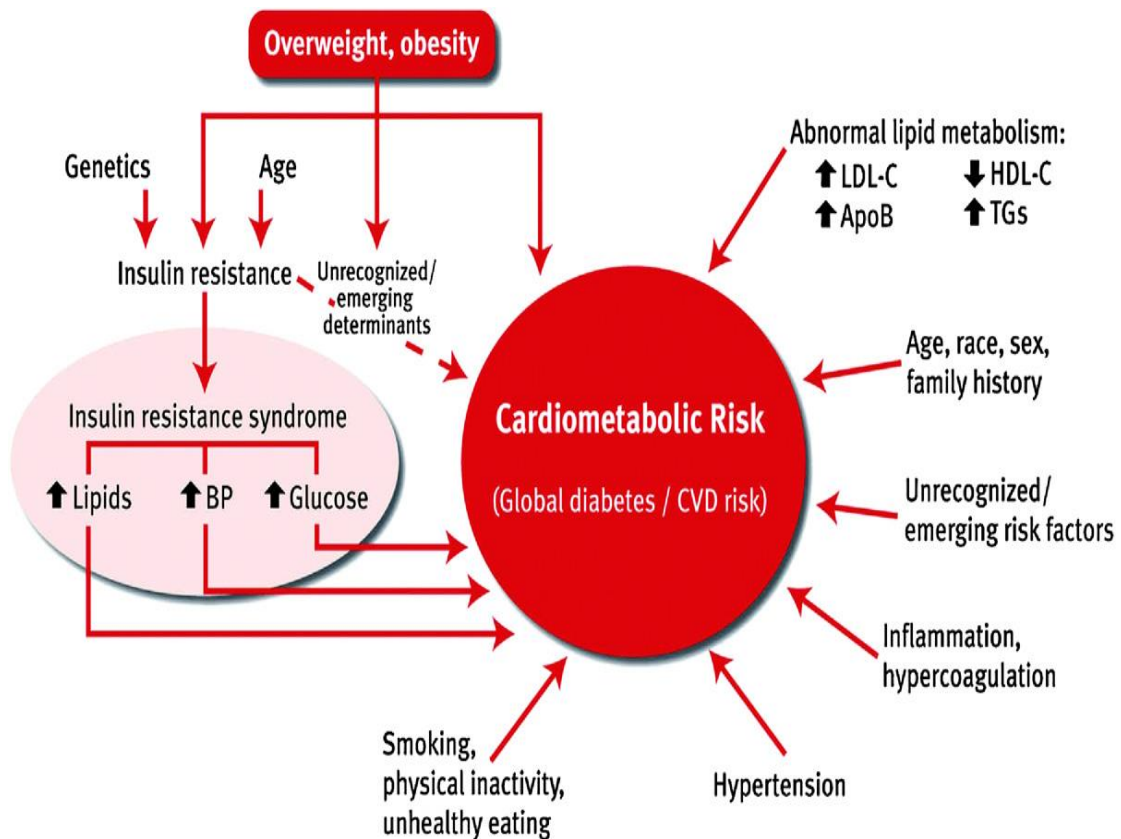 Overweight, obesity
Genetics
Age
Insulin resistance
Unrecognized/
emerging
determinants
Insulin resistance syndrome
⬆ Lipids
⬆ BP
⬆ Glucose
Cardiometabolic Risk
(Global diabetes / CVD risk)
Abnormal lipid metabolism:
⬆ LDL-C ⬇ HDL-C
⬆ ApoB ⬆ TGs
Age, race, sex,
family history
Unrecognized/
emerging risk factors
Inflammation,
hypercoagulation
Hypertension
Smoking,
physical inactivity,
unhealthy eating